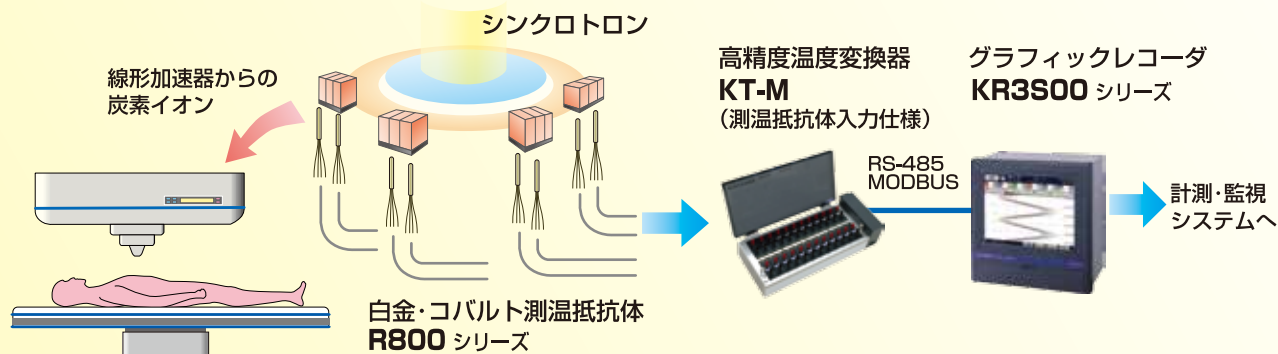 シンクロトロン
線形加速器からの
炭素イオン
高精度温度変換器
KT-M
(測温抵抗体入力仕様)
グラフィックレコーダ
KR3S00 シリーズ
RS-485
MODBUS
計測・監視
システムへ
白金・コバルト測温抵抗体
R800 シリーズ